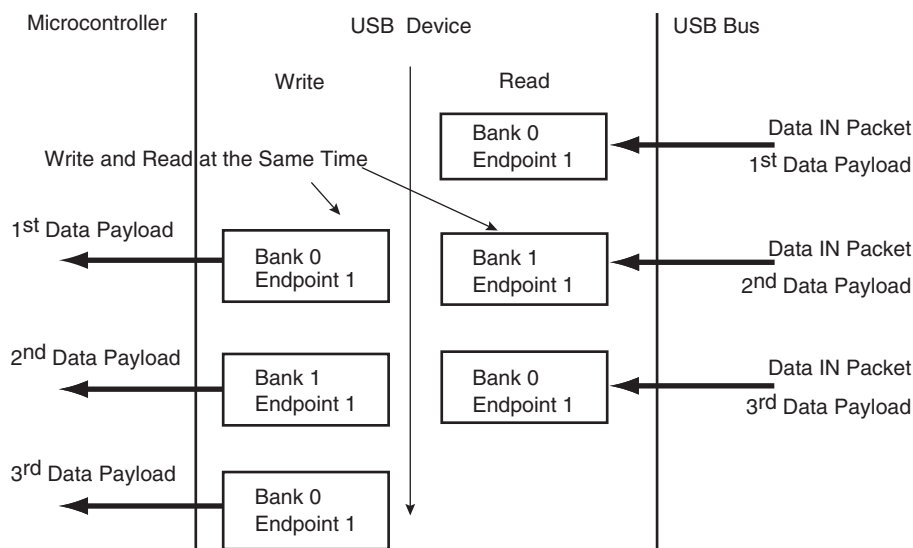 Microcontroller
USB Device
USB Bus
Write
Read
Bank 0
Endpoint 1
Data IN Packet
1st Data Payload
Write and Read at the Same Time
1st Data Payload
Bank 0
Endpoint 1
Bank 1
Endpoint 1
Data IN Packet
2nd Data Payload
2nd Data Payload
Bank 1
Endpoint 1
Bank 0
Endpoint 1
Data IN Packet
3rd Data Payload
3rd Data Payload
Bank 0
Endpoint 1